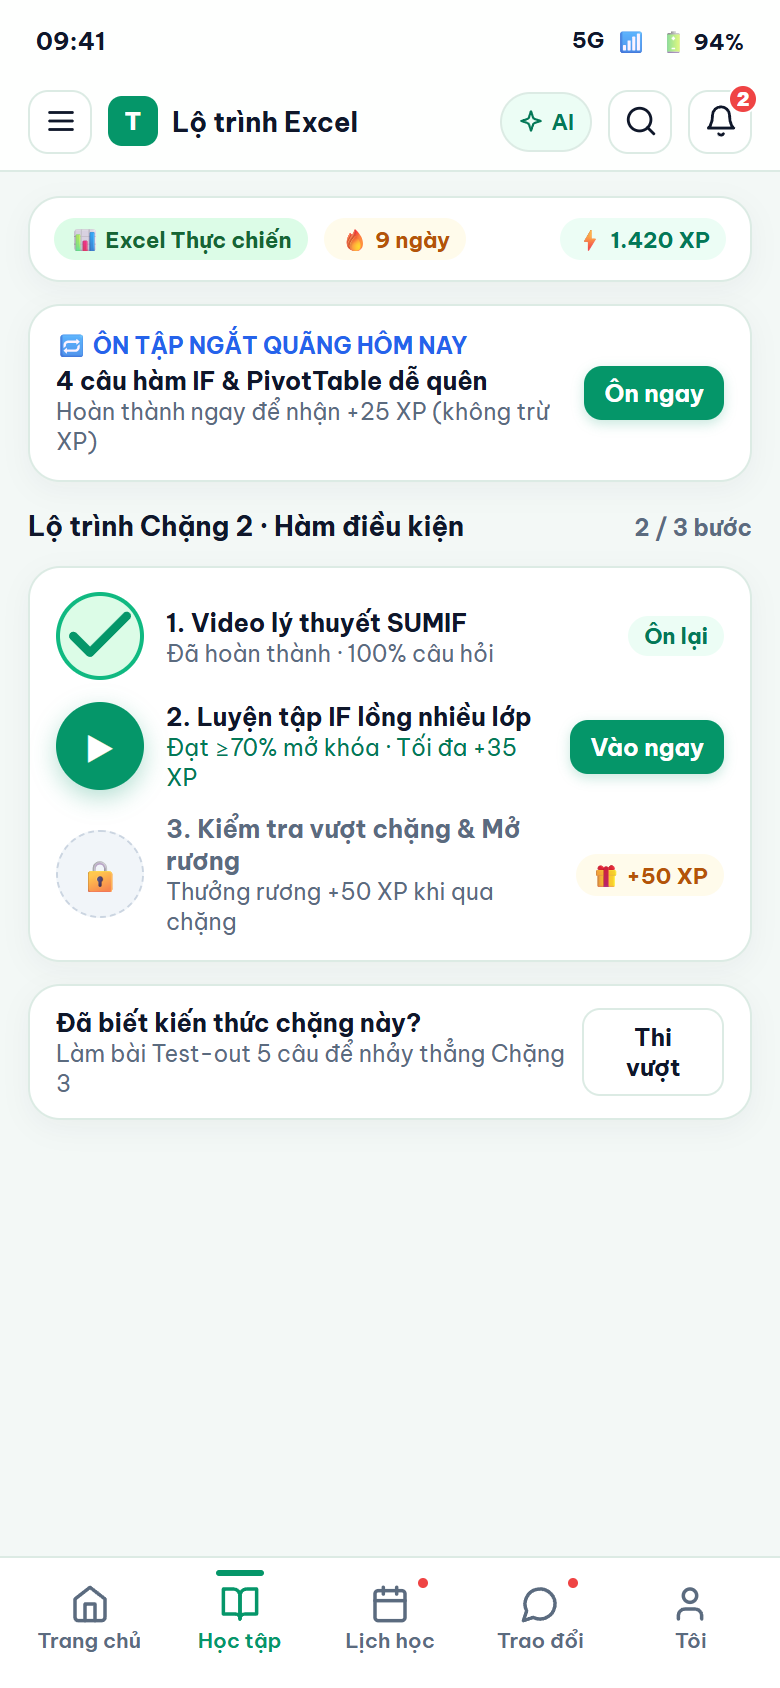 09:41
5G 94%
T Lộ trình Excel
AI
2
Excel Thực chiến
9 ngày
1.420 XP
ÔN TẬP NGẮT QUÃNG HÔM NAY
4 câu hàm IF & PivotTable dễ quên
Hoàn thành ngay để nhận +25 XP (không trừ
XP)
Ôn ngay
Lộ trình Chặng 2 · Hàm điều kiện
2 / 3 bước
1. Video lý thuyết SUMIF
Đã hoàn thành · 100% câu hỏi
Ôn lại
2. Luyện tập IF lồng nhiều lớp
Đạt ≥70% mở khóa · Tối đa +35
XP
Vào ngay
3. Kiểm tra vượt chặng & Mở
rương
Thưởng rương +50 XP khi qua
chặng
+50 XP
Đã biết kiến thức chặng này?
Làm bài Test-out 5 câu để nhảy thẳng Chặng
3
Thi
vượt
Trang chủ
Học tập
Lịch học
Trao đổi
Tôi